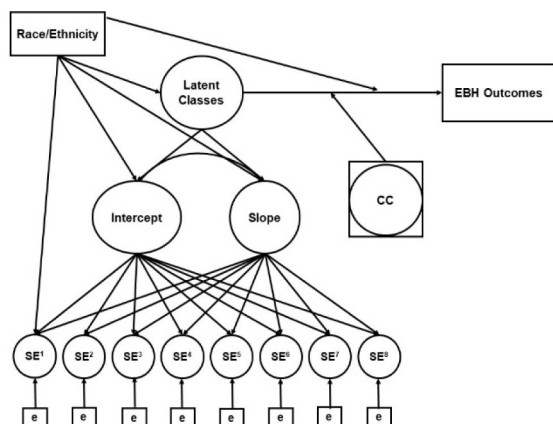 Race/Ethnicity
Latent
Classes
EBH Outcomes
CC
Intercept
Slope
SE¹
SE²
SE³
SE⁴
SE⁵
SE⁶
SE⁷
SE⁸
e
e
e
e
e
e
e
e